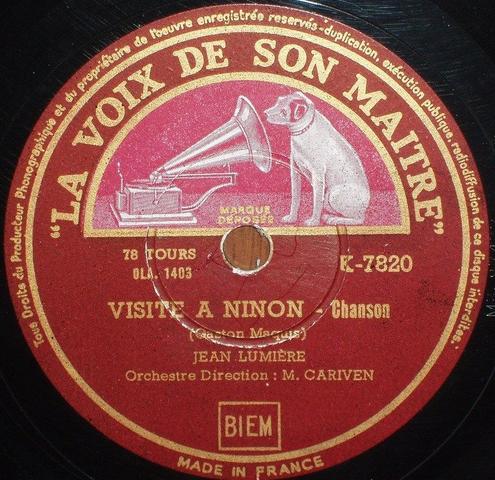 Tous Droits du Producteur Phonographique et du propriétaire de l'oeuvre enregistrée reservés-duplication, exécution publique, radiodiffusion de ce disque interdites.
"LA VOIX DE SON MAITRE"
MARQUE
DÉPOSÉE
78 TOURS
OLA. 1403
K-7820
VISITE A NINON - Chanson
(Gaston Maquis)
JEAN LUMIÈRE
Orchestre Direction : M. CARIVEN
BIEM
MADE IN FRANCE